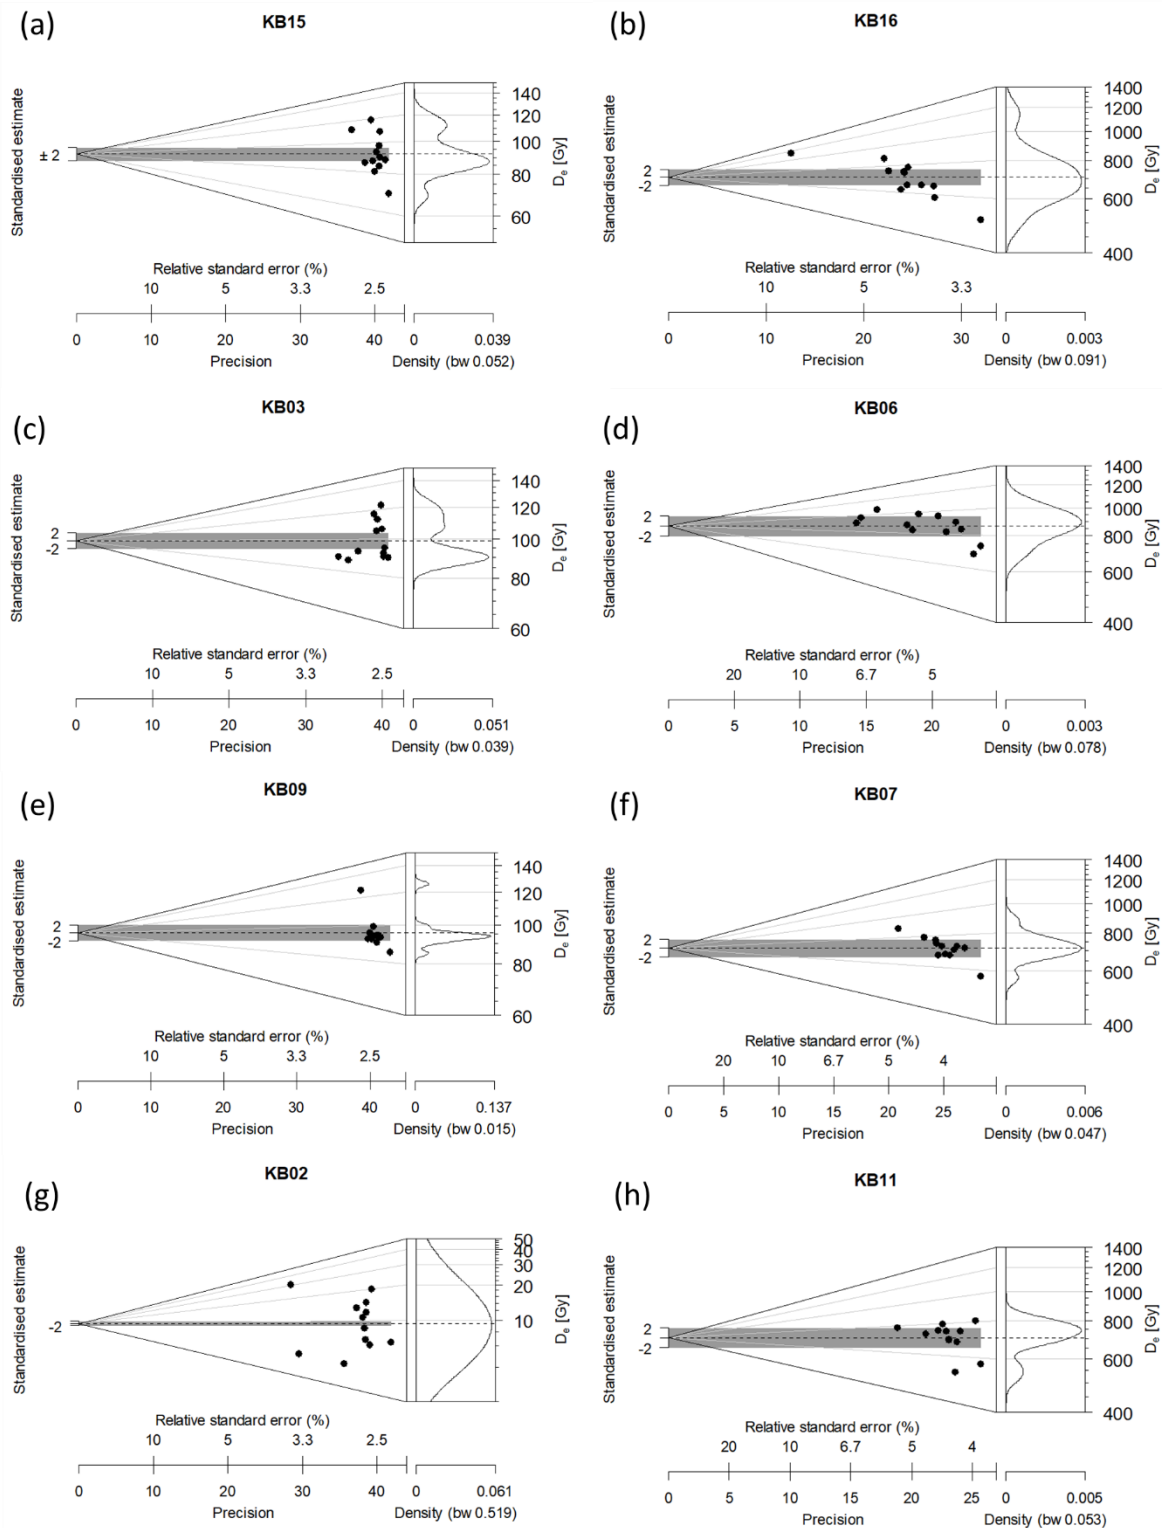 (a) KB15
Standardised estimate
± 2
140
120
100
80
60
De [Gy]
Relative standard error (%)
10 5 3.3 2.5
0 10 20 30 40 0 0.039
Precision Density (bw 0.052)
(b) KB16
Standardised estimate
2
-2
1400
1200
1000
800
600
400
De [Gy]
Relative standard error (%)
10 5 3.3
0 10 20 30 0 0.003
Precision Density (bw 0.091)
(c) KB03
Standardised estimate
2
-2
140
120
100
80
60
De [Gy]
Relative standard error (%)
10 5 3.3 2.5
0 10 20 30 40 0 0.051
Precision Density (bw 0.039)
(d) KB06
Standardised estimate
2
-2
1400
1200
1000
800
600
400
De [Gy]
Relative standard error (%)
20 10 6.7 5
0 5 10 15 20 0 0.003
Precision Density (bw 0.078)
(e) KB09
Standardised estimate
2
-2
140
120
100
80
60
De [Gy]
Relative standard error (%)
10 5 3.3 2.5
0 10 20 30 40 0 0.137
Precision Density (bw 0.015)
(f) KB07
Standardised estimate
2
-2
1400
1200
1000
800
600
400
De [Gy]
Relative standard error (%)
20 10 6.7 5 4
0 5 10 15 20 25 0 0.006
Precision Density (bw 0.047)
(g) KB02
Standardised estimate
-2
50
40
30
20
10
De [Gy]
Relative standard error (%)
10 5 3.3 2.5
0 10 20 30 40 0 0.061
Precision Density (bw 0.519)
(h) KB11
Standardised estimate
2
-2
1400
1200
1000
800
600
400
De [Gy]
Relative standard error (%)
20 10 6.7 5 4
0 5 10 15 20 25 0 0.005
Precision Density (bw 0.053)